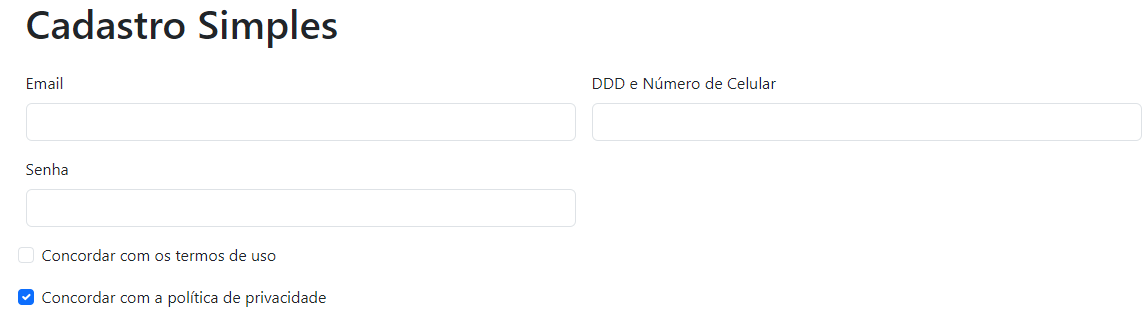 Cadastro Simples
Email
DDD e Número de Celular
Senha
Concordar com os termos de uso
Concordar com a política de privacidade